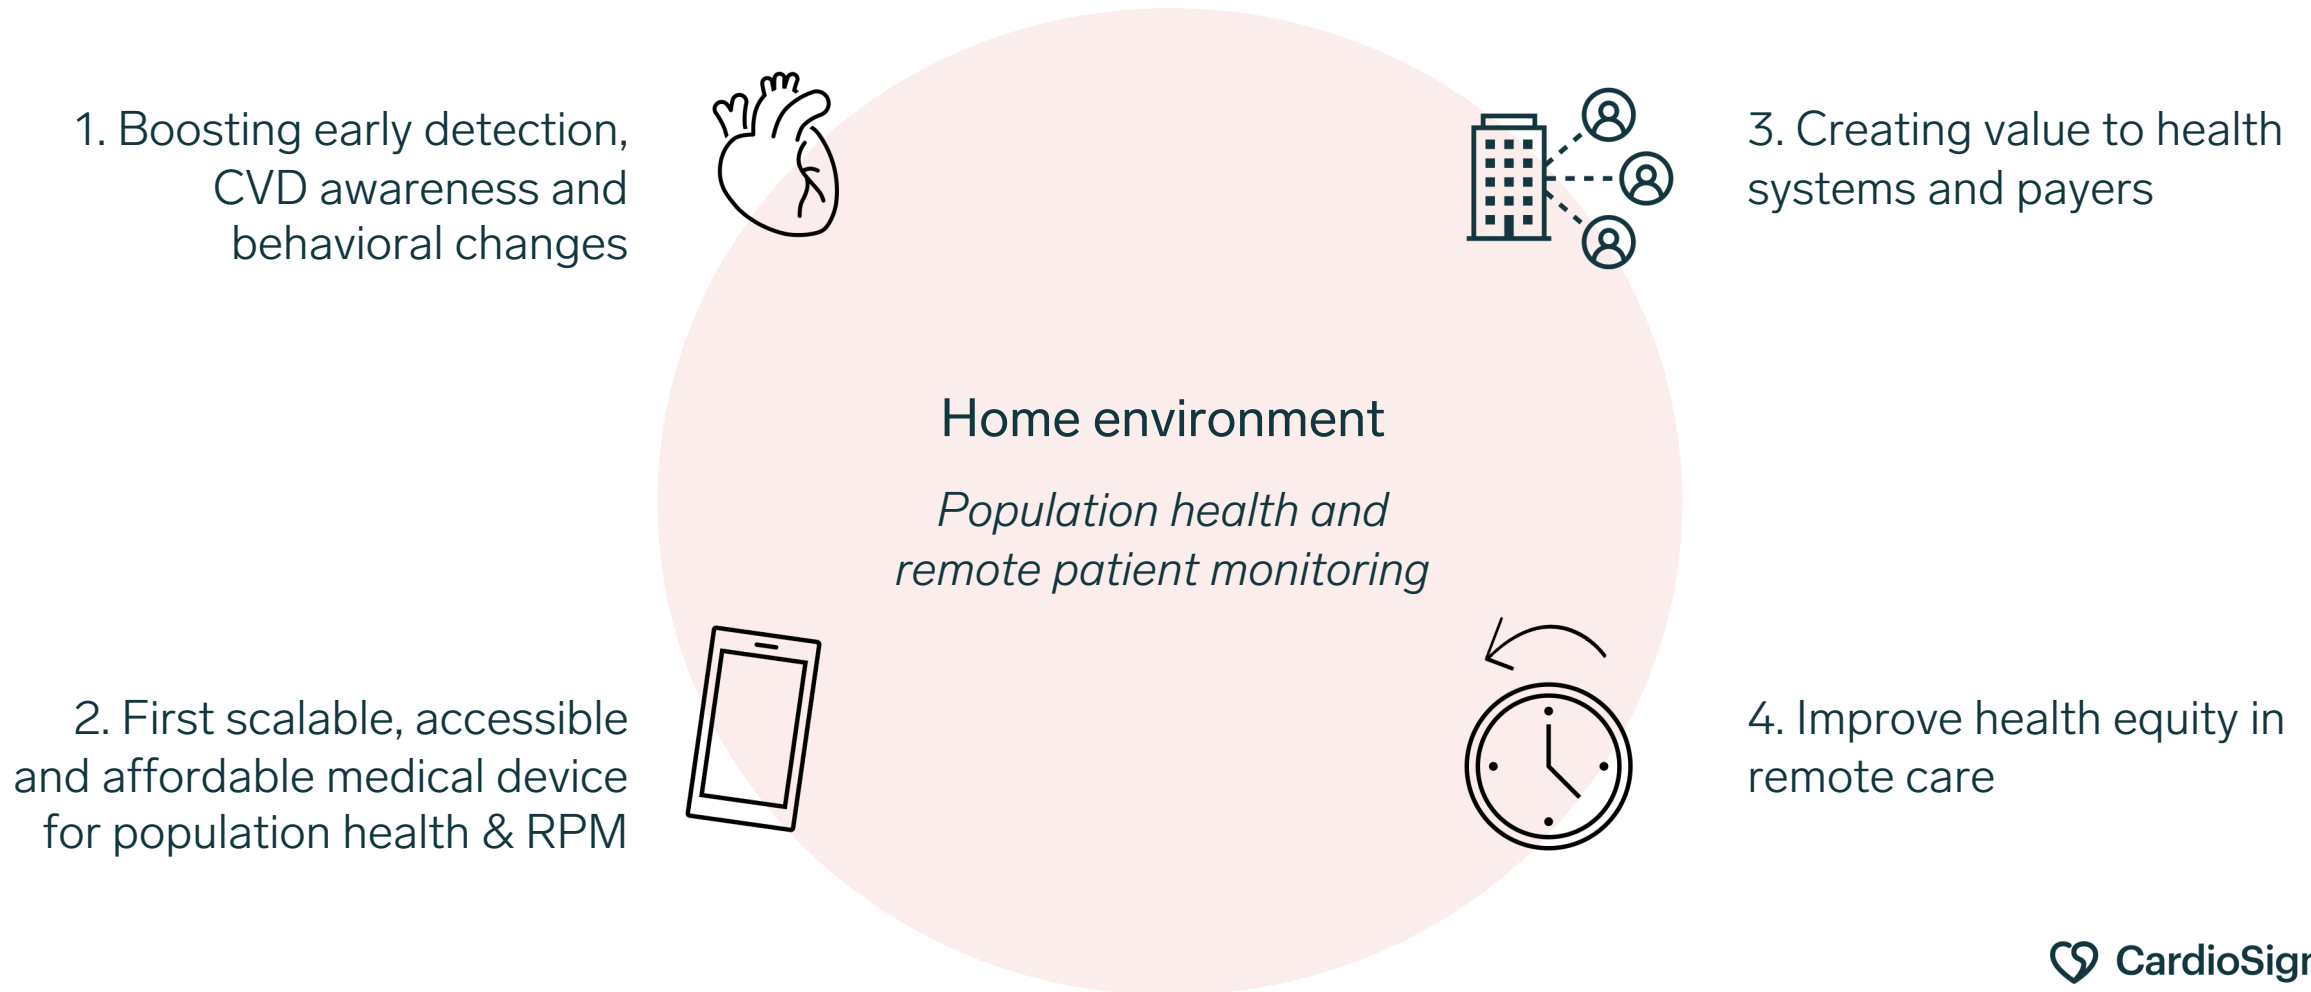 1. Boosting early detection,
CVD awareness and
behavioral changes
2. First scalable, accessible
and affordable medical device
for population health & RPM
Home environment
Population health and
remote patient monitoring
3. Creating value to health
systems and payers
4. Improve health equity in
remote care